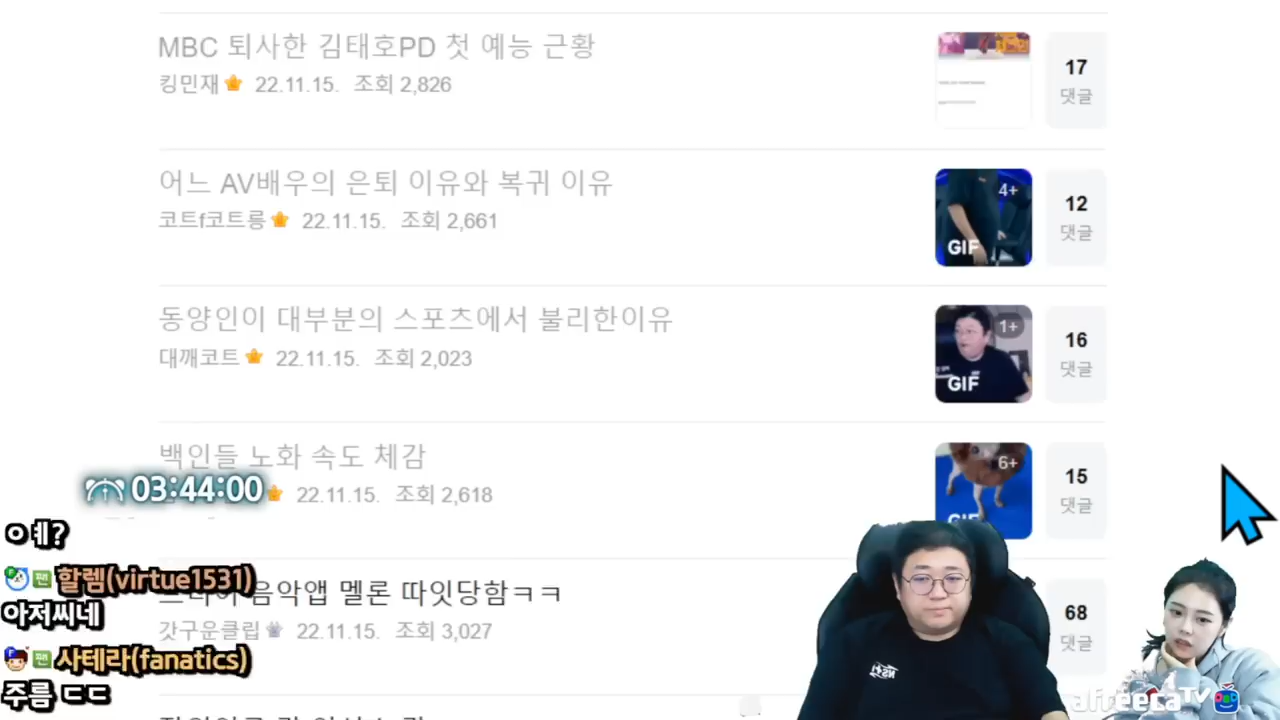 MBC 퇴사한 김태호PD 첫 예능 근황
킹민재 22.11.15. 조회 2,826
17
댓글
어느 AV배우의 은퇴 이유와 복귀 이유
코트f코트릉 22.11.15. 조회 2,661
4+
GIF
12
댓글
동양인이 대부분의 스포츠에서 불리한이유
대깨코트 22.11.15. 조회 2,023
1+
GIF
16
댓글
백인들 노화 속도 체감
22.11.15. 조회 2,618
6+
GIF
15
댓글
03:44:00
ㅇ예?
할렘(virtue1531)
아저씨네
사테라(fanatics)
주름 ㄷㄷ
음악앱 멜론 따잇당함ㅋㅋ
갓구운클립 22.11.15. 조회 3,027
68
댓글
afreecaTV